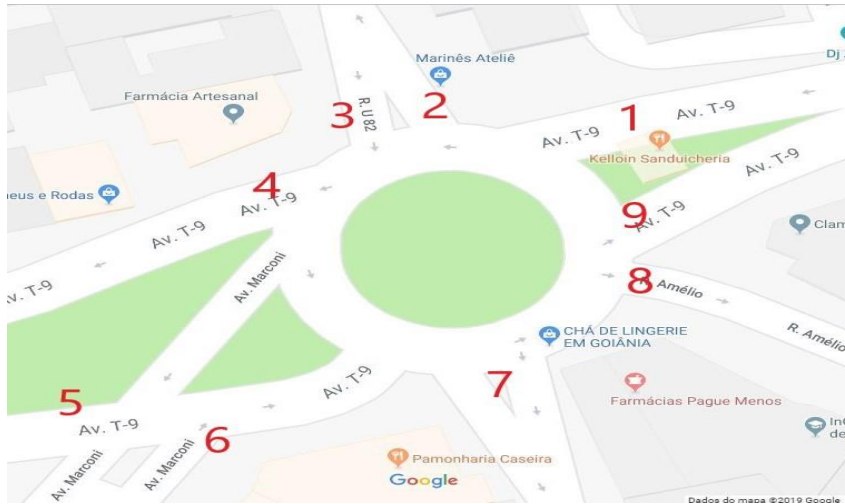 Marinês Ateliê
Dj
Farmácia Artesanal
R. U 82
3
2
1
Av. T-9
Av. T-9
Kelloin Sanduicheria
Av. T-9
eus e Rodas
4
Av. T-9
Av. T-9
9
Av. T-9
Clam
Av. Marconi
v. T-9
8
R. Amélio
R. Amélio
CHÁ DE LINGERIE
EM GOIÂNIA
Av. T-9
7
Farmácias Pague Menos
5
Av. T-9
6
InC
de
Av. Marconi
Av. Marconi
Pamonharia Caseira
Google
Dados do mapa ©2019 Google